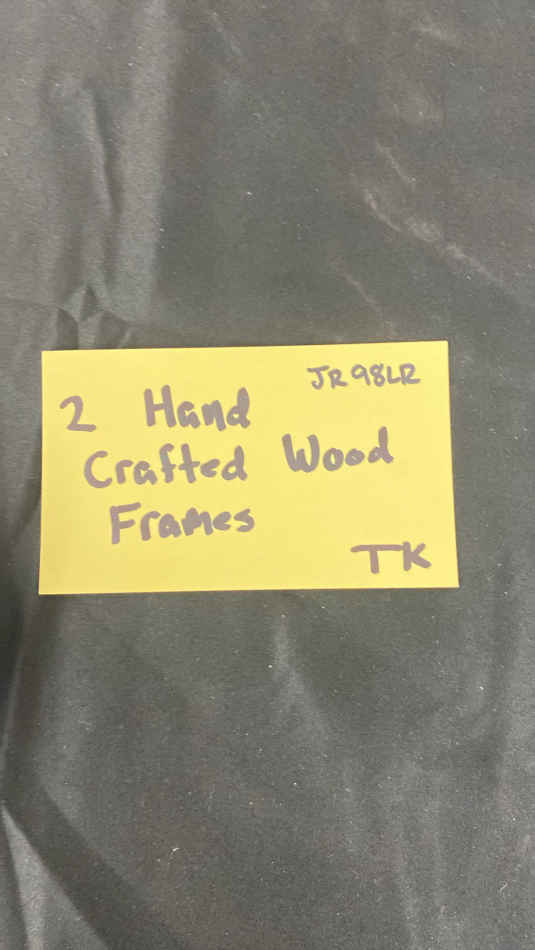 JR98LR
2 Hand
Crafted Wood
Frames
TK